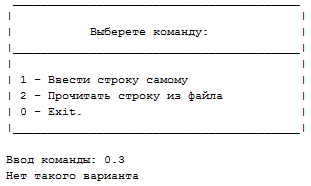 Выберете команду:
1 - Ввести строку самому
2 - Прочитать строку из файла
0 - Exit.
Ввод команды: 0.3
Нет такого варианта